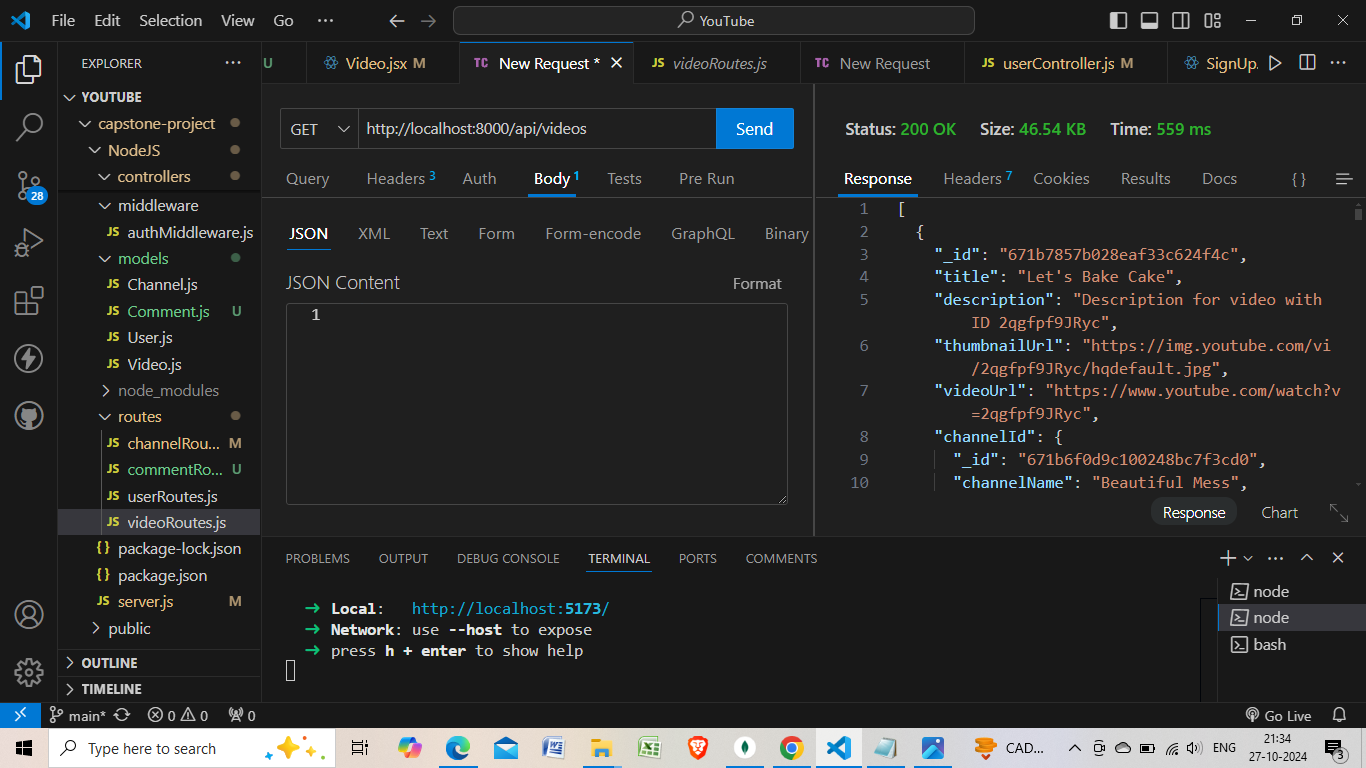 File Edit Selection View Go ··· YouTube
EXPLORER ···
U Video.jsx M TC New Request * JS videoRoutes.js TC New Request JS userController.js M SignUp. ···
YOUTUBE
capstone-project
NodeJS
controllers
middleware
JS authMiddleware.js
models
JS Channel.js
JS Comment.js U
JS User.js
JS Video.js
node_modules
routes
JS channelRou... M
JS commentRo... U
JS userRoutes.js
JS videoRoutes.js
{} package-lock.json
{} package.json
JS server.js M
public
OUTLINE
TIMELINE
28
GET http://localhost:8000/api/videos Send
Query Headers 3 Auth Body 1 Tests Pre Run
JSON XML Text Form Form-encode GraphQL Binary
JSON Content Format
1
Status: 200 OK Size: 46.54 KB Time: 559 ms
Response Headers 7 Cookies Results Docs { }
1 [
2 {
3 "_id": "671b7857b028eaf33c624f4c",
4 "title": "Let's Bake Cake",
5 "description": "Description for video with
ID 2qgfpf9JRyc",
6 "thumbnailUrl": "https://img.youtube.com/vi
/2qgfpf9JRyc/hqdefault.jpg",
7 "videoUrl": "https://www.youtube.com/watch?v
=2qgfpf9JRyc",
8 "channelId": {
9 "_id": "671b6f0d9c100248bc7f3cd0",
10 "channelName": "Beautiful Mess",
Response Chart
PROBLEMS OUTPUT DEBUG CONSOLE TERMINAL PORTS COMMENTS
➜ Local: http://localhost:5173/
➜ Network: use --host to expose
➜ press h + enter to show help
node
node
bash
main* 0 0 0 Go Live
Type here to search CAD... ENG 21:34
27-10-2024 3